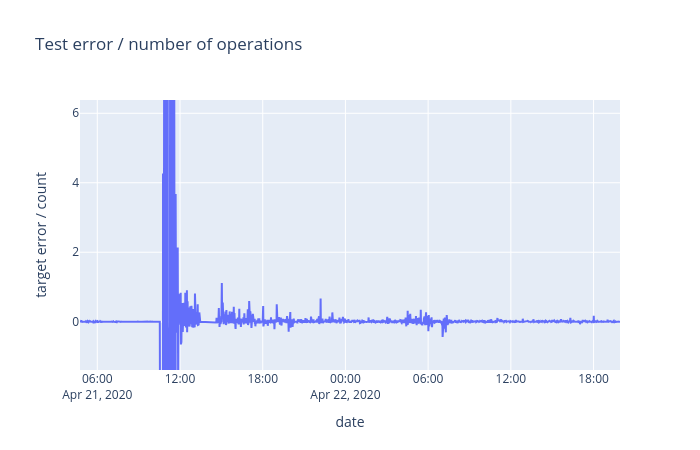 Test error / number of operations
target error / count
6
4
2
0
06:00 12:00 18:00 00:00 06:00 12:00 18:00
Apr 21, 2020 Apr 22, 2020
date